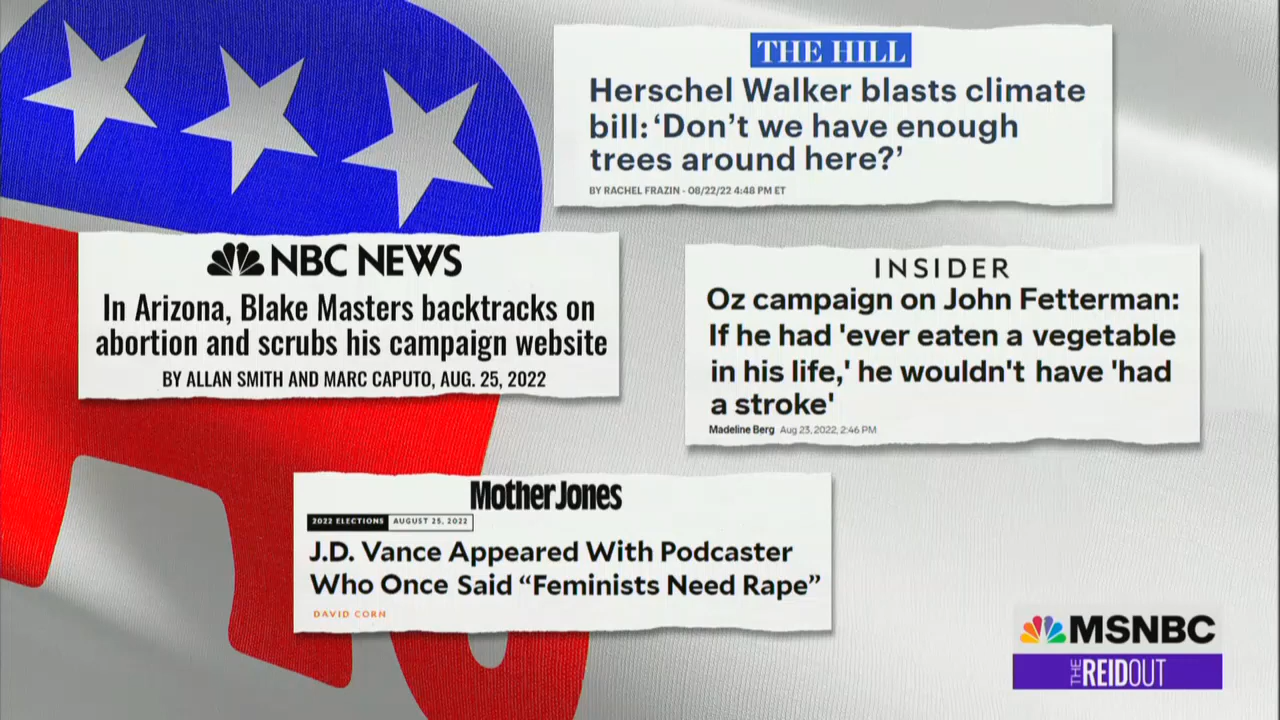 THE HILL
Herschel Walker blasts climate
bill: ‘Don’t we have enough
trees around here?’
BY RACHEL FRAZIN - 08/22/22 4:48 PM ET
NBC NEWS
In Arizona, Blake Masters backtracks on
abortion and scrubs his campaign website
BY ALLAN SMITH AND MARC CAPUTO, AUG. 25, 2022
INSIDER
Oz campaign on John Fetterman:
If he had 'ever eaten a vegetable
in his life,' he wouldn't have 'had
a stroke'
Madeline Berg Aug 23, 2022, 2:46 PM
Mother Jones
2022 ELECTIONS AUGUST 25, 2022
J.D. Vance Appeared With Podcaster
Who Once Said “Feminists Need Rape”
DAVID CORN
MSNBC
THE REIDOUT